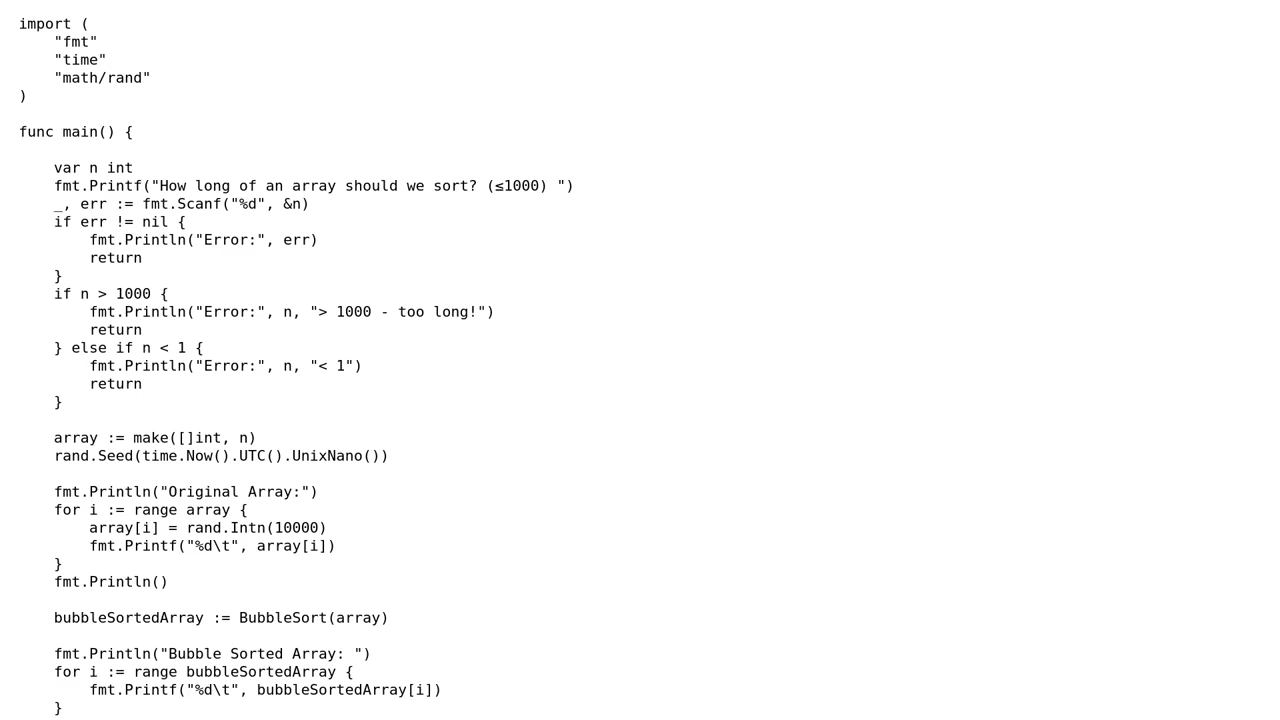 import (
    "fmt"
    "time"
    "math/rand"
)

func main() {

    var n int
    fmt.Printf("How long of an array should we sort? (≤1000) ")
    _, err := fmt.Scanf("%d", &n)
    if err != nil {
        fmt.Println("Error:", err)
        return
    }
    if n > 1000 {
        fmt.Println("Error:", n, "> 1000 - too long!")
        return
    } else if n < 1 {
        fmt.Println("Error:", n, "< 1")
        return
    }

    array := make([]int, n)
    rand.Seed(time.Now().UTC().UnixNano())

    fmt.Println("Original Array:")
    for i := range array {
        array[i] = rand.Intn(10000)
        fmt.Printf("%d\t", array[i])
    }
    fmt.Println()

    bubbleSortedArray := BubbleSort(array)

    fmt.Println("Bubble Sorted Array: ")
    for i := range bubbleSortedArray {
        fmt.Printf("%d\t", bubbleSortedArray[i])
    }